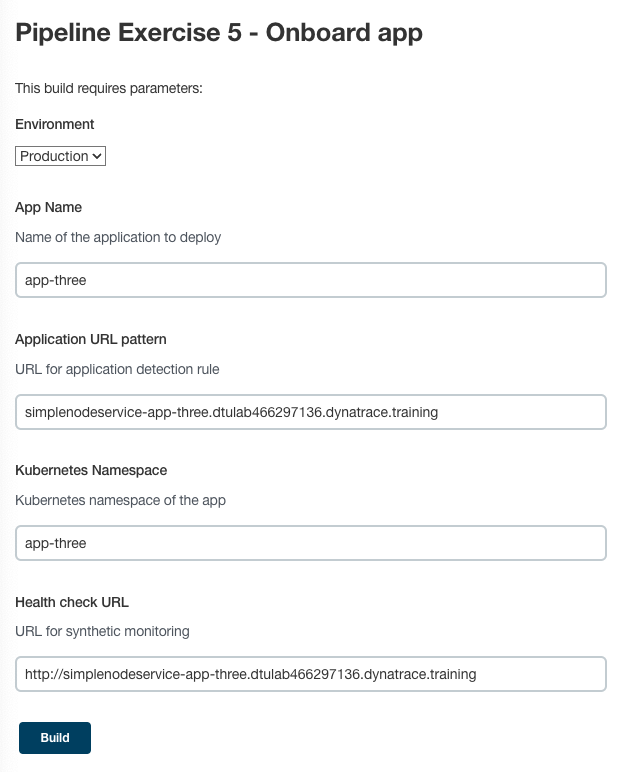 Pipeline Exercise 5 - Onboard app
This build requires parameters:
Environment
Production
App Name
Name of the application to deploy
app-three
Application URL pattern
URL for application detection rule
simplenodeservice-app-three.dtulab466297136.dynatrace.training
Kubernetes Namespace
Kubernetes namespace of the app
app-three
Health check URL
URL for synthetic monitoring
http://simplenodeservice-app-three.dtulab466297136.dynatrace.training
Build